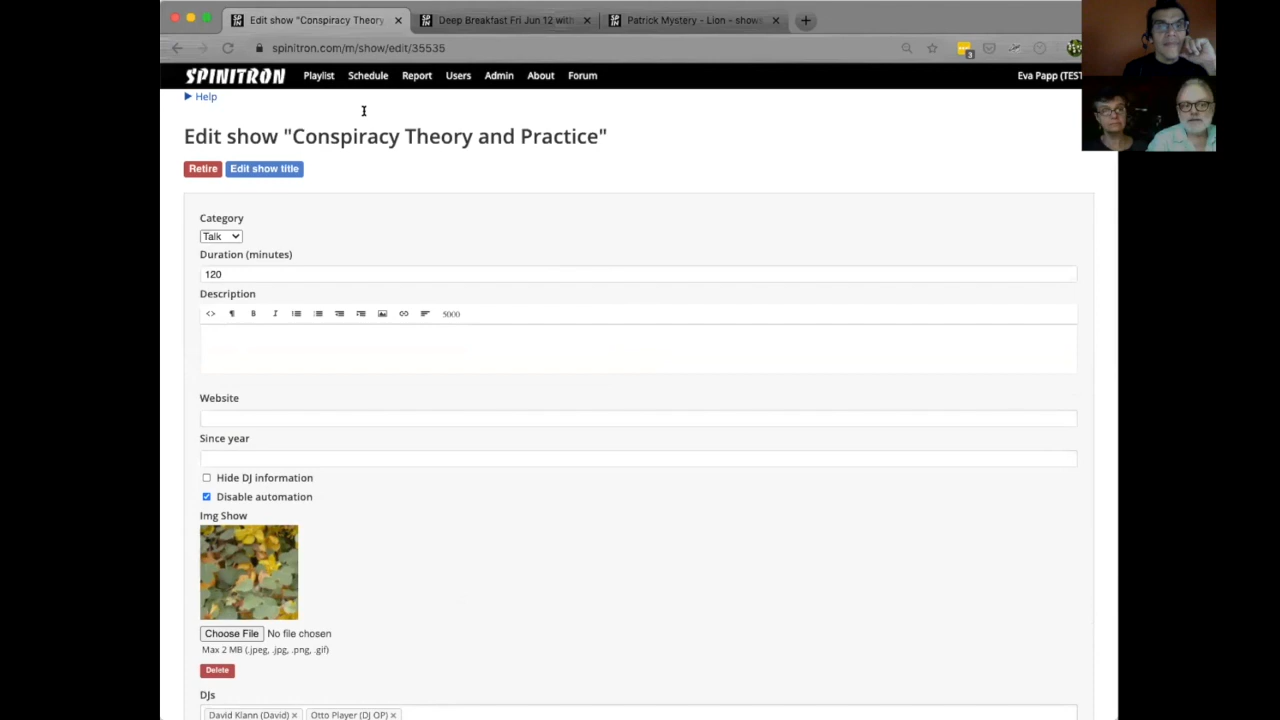 Edit show "Conspiracy Theory
Deep Breakfast Fri Jun 12 with
Patrick Mystery - Lion - shows
spinitron.com/m/show/edit/35535
3
SPINITRON Playlist Schedule Report Users Admin About Forum Eva Papp (TEST
Help
Edit show "Conspiracy Theory and Practice"
Retire Edit show title
Category
Talk
Duration (minutes)
120
Description
5000
Website
Since year
Hide DJ information
Disable automation
Img Show
Choose File No file chosen
Max 2 MB (.jpeg, .jpg, .png, .gif)
Delete
DJs
David Klann (David) Otto Player (DJ OP)